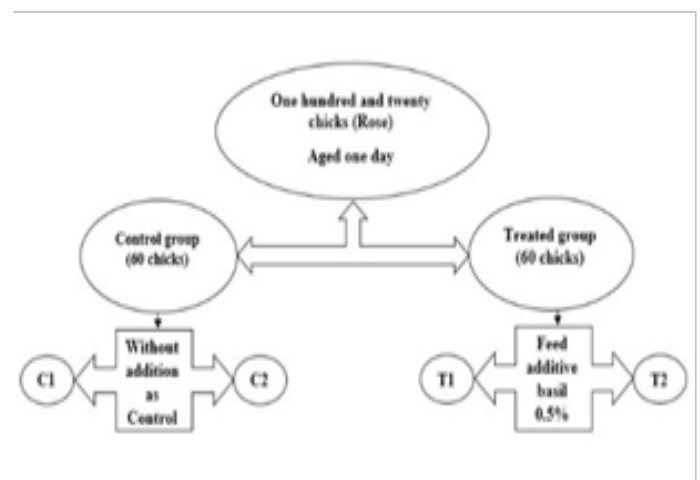 One hundred and twenty
chicks (Rose)
Aged one day
Control group
(60 chicks)
Treated group
(60 chicks)
Without
addition
as
Control
C1
C2
Feed
additive
basil
0.5%
T1
T2